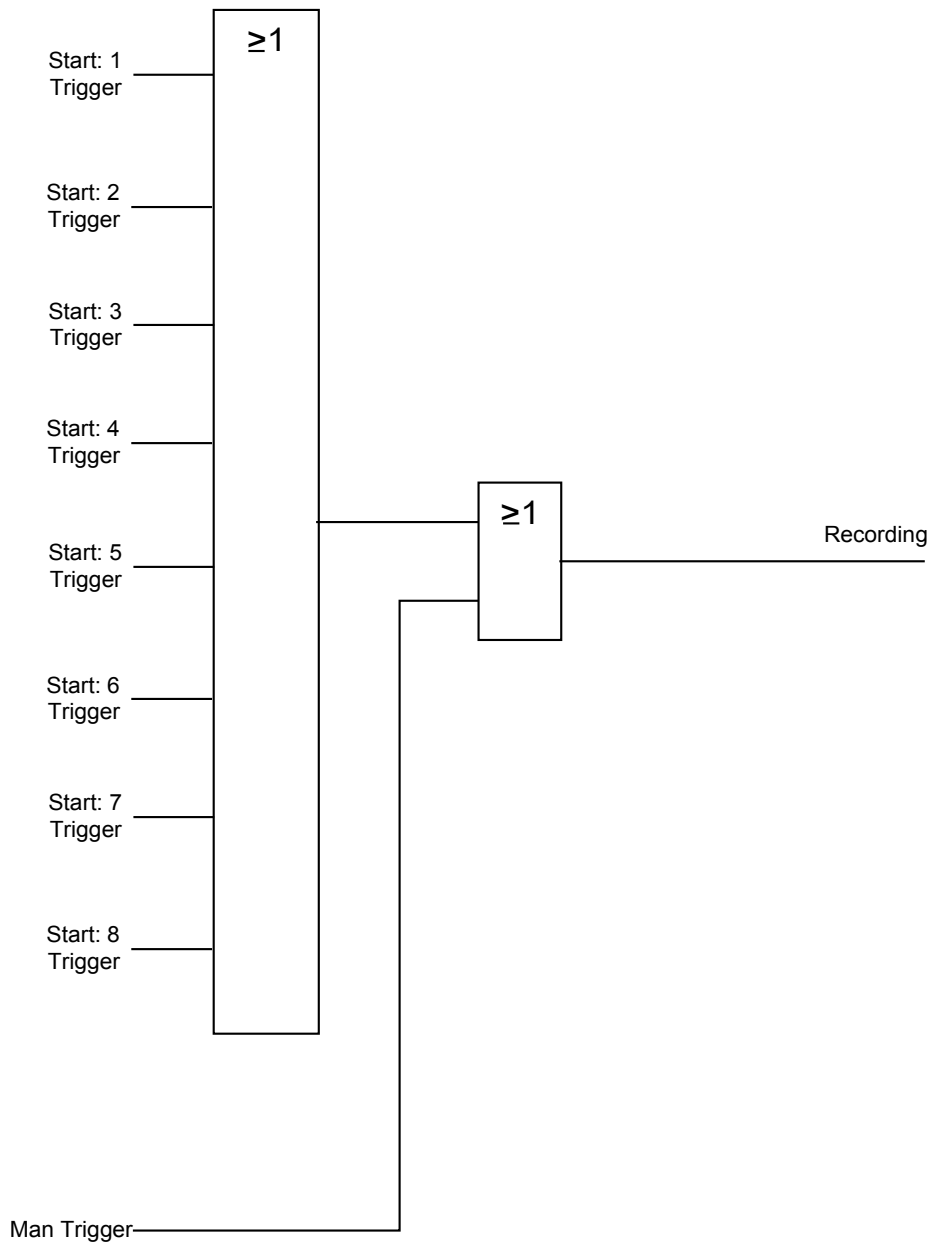 ≥1
Start: 1
Trigger
Start: 2
Trigger
Start: 3
Trigger
Start: 4
Trigger
≥1
Recording
Start: 5
Trigger
Start: 6
Trigger
Start: 7
Trigger
Start: 8
Trigger
Man Trigger